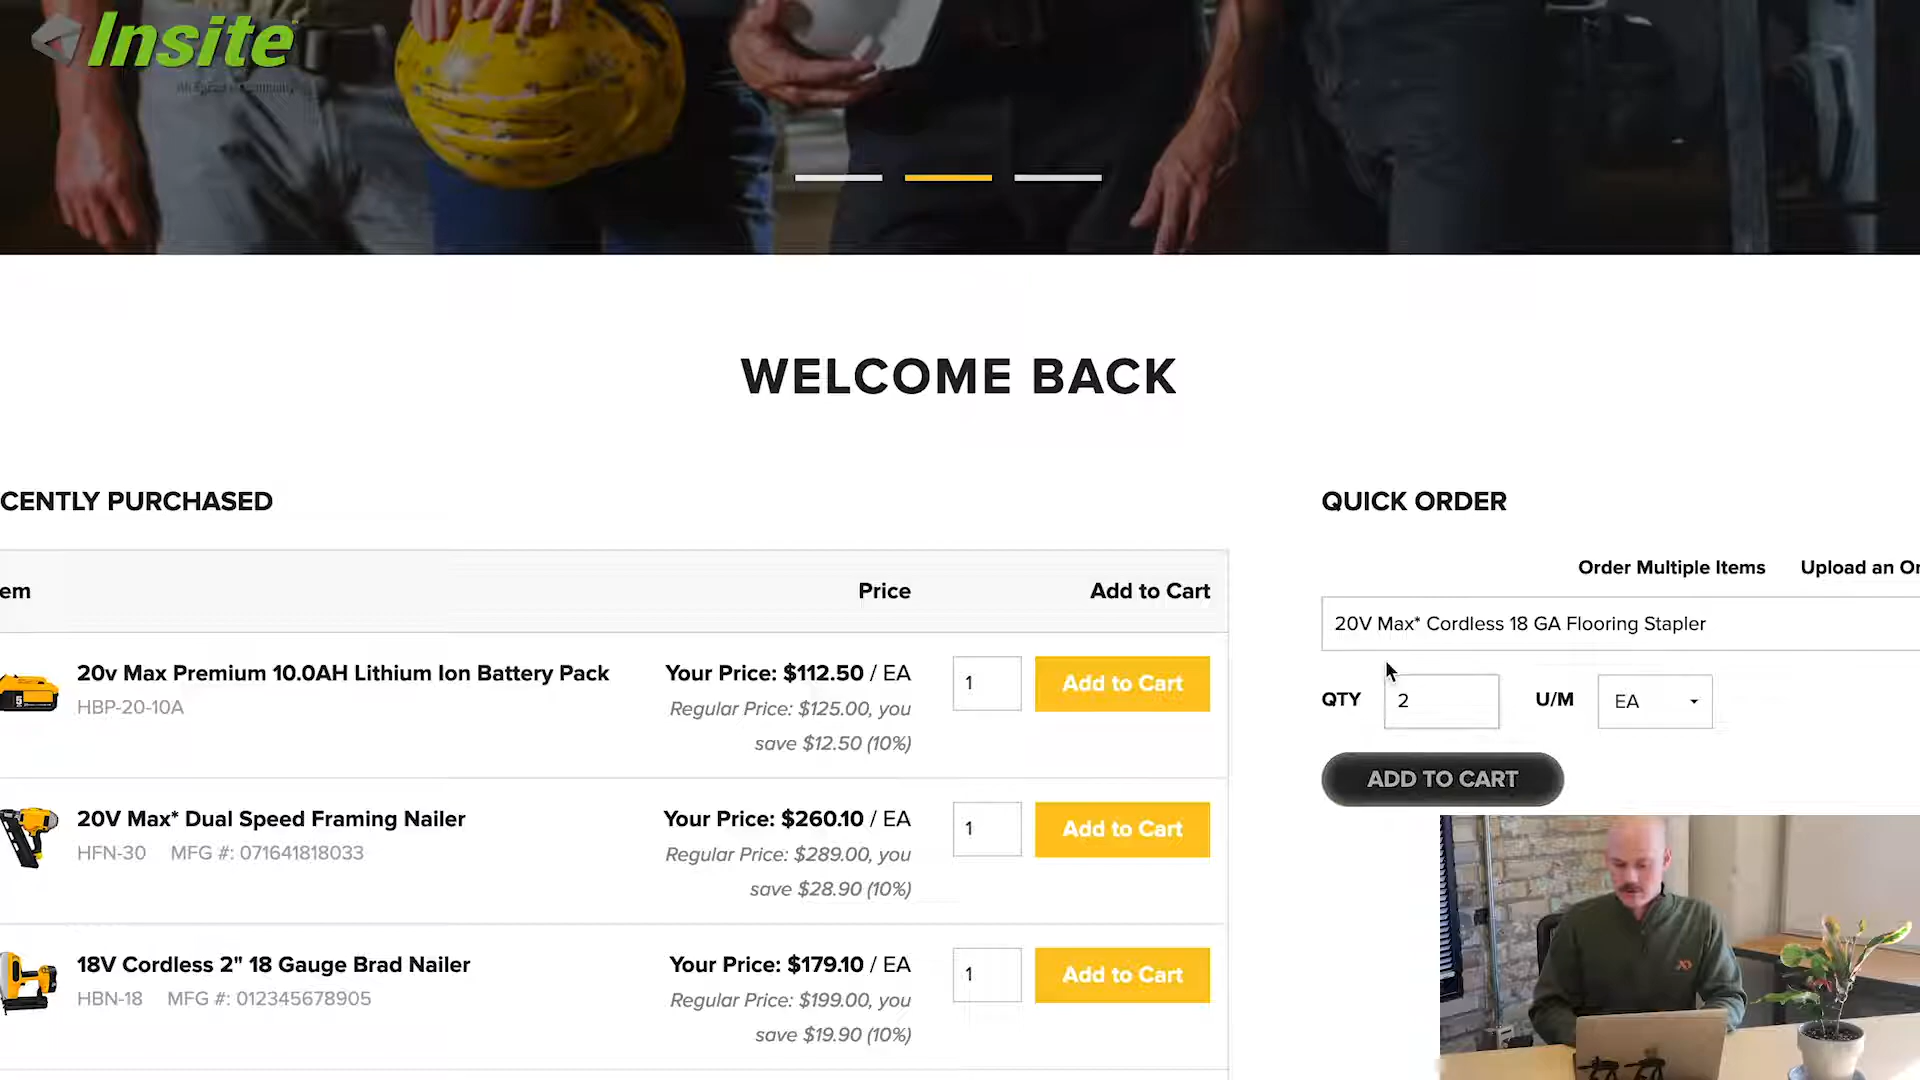 Insite
WELCOME BACK
CENTLY PURCHASED
QUICK ORDER
Order Multiple Items Upload an Or
em Price Add to Cart
20V Max* Cordless 18 GA Flooring Stapler
20v Max Premium 10.0AH Lithium Ion Battery Pack Your Price: $112.50 / EA 1 Add to Cart
HBP-20-10A Regular Price: $125.00, you
save $12.50 (10%)
QTY 2 U/M EA
ADD TO CART
20V Max* Dual Speed Framing Nailer Your Price: $260.10 / EA 1 Add to Cart
HFN-30 MFG #: 071641818033 Regular Price: $289.00, you
save $28.90 (10%)
18V Cordless 2" 18 Gauge Brad Nailer Your Price: $179.10 / EA 1 Add to Cart
HBN-18 MFG #: 012345678905 Regular Price: $199.00, you
save $19.90 (10%)